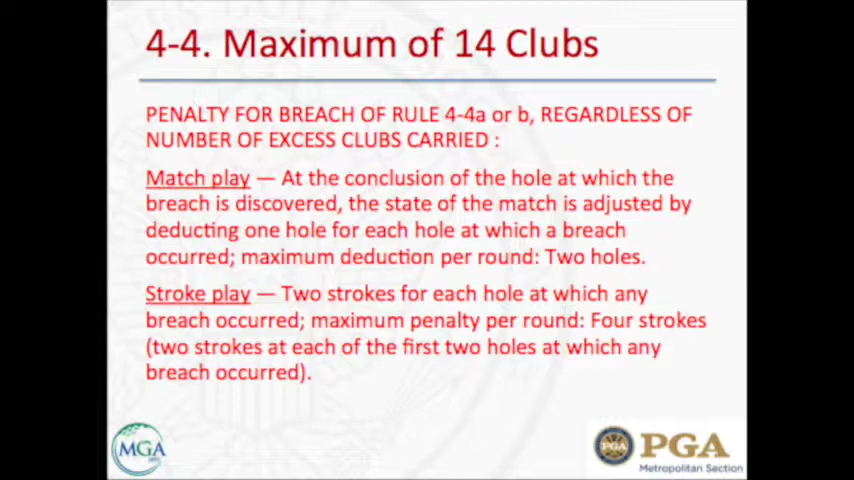 4-4. Maximum of 14 Clubs
PENALTY FOR BREACH OF RULE 4-4a or b, REGARDLESS OF
NUMBER OF EXCESS CLUBS CARRIED :
Match play — At the conclusion of the hole at which the
breach is discovered, the state of the match is adjusted by
deducting one hole for each hole at which a breach
occurred; maximum deduction per round: Two holes.
Stroke play — Two strokes for each hole at which any
breach occurred; maximum penalty per round: Four strokes
(two strokes at each of the first two holes at which any
breach occurred).
MGA
PGA
Metropolitan Section